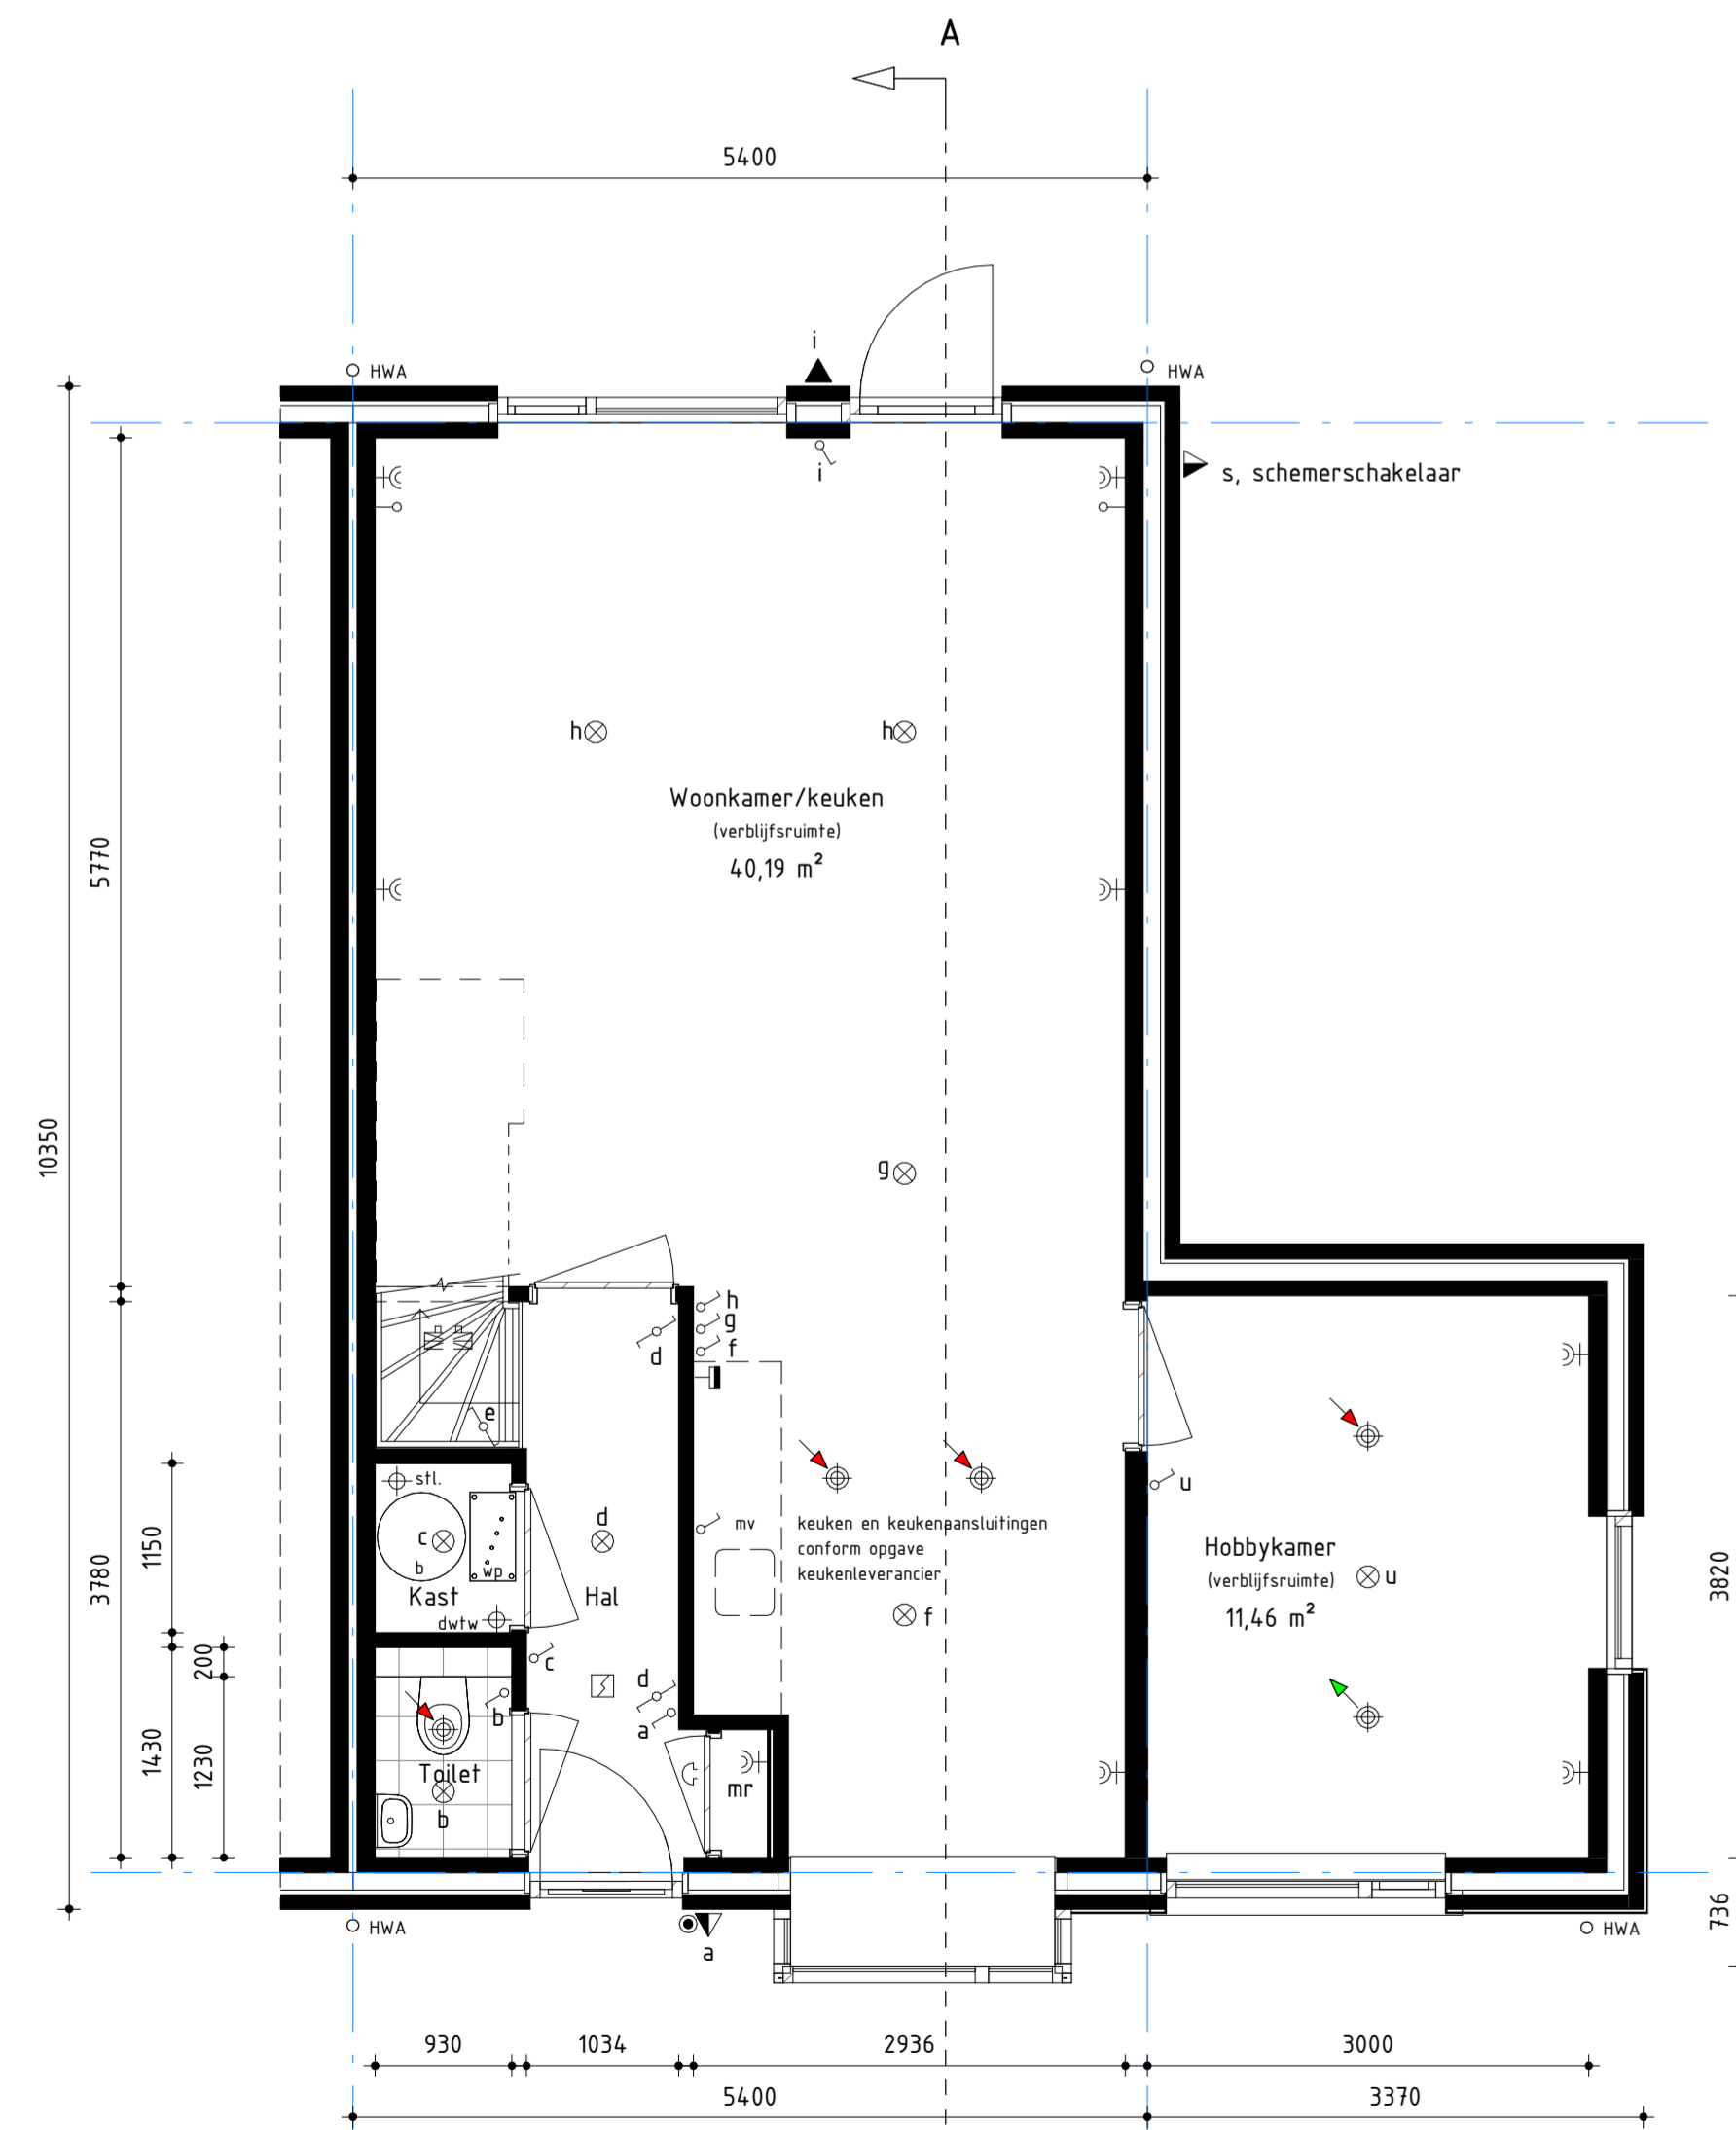 A
5400
i
HWA
HWA
i
s, schemerschakelaar
h
h
Woonkamer/keuken
(verblijfsruimte)
40,19 m²
5770
10350
g
h
g
f
d
e
u
stl.
c
b
wp
Kast
dwtw
d
Hal
mv
keuken en keukenaansluitingen
conform opgave
keukenleverancier
f
Hobbykamer
(verblijfsruimte)
11,46 m²
u
3820
1150
3780
200
1430
1230
c
b
d
a
Toilet
b
mr
HWA
a
HWA
736
930
1034
2936
3000
5400
3370